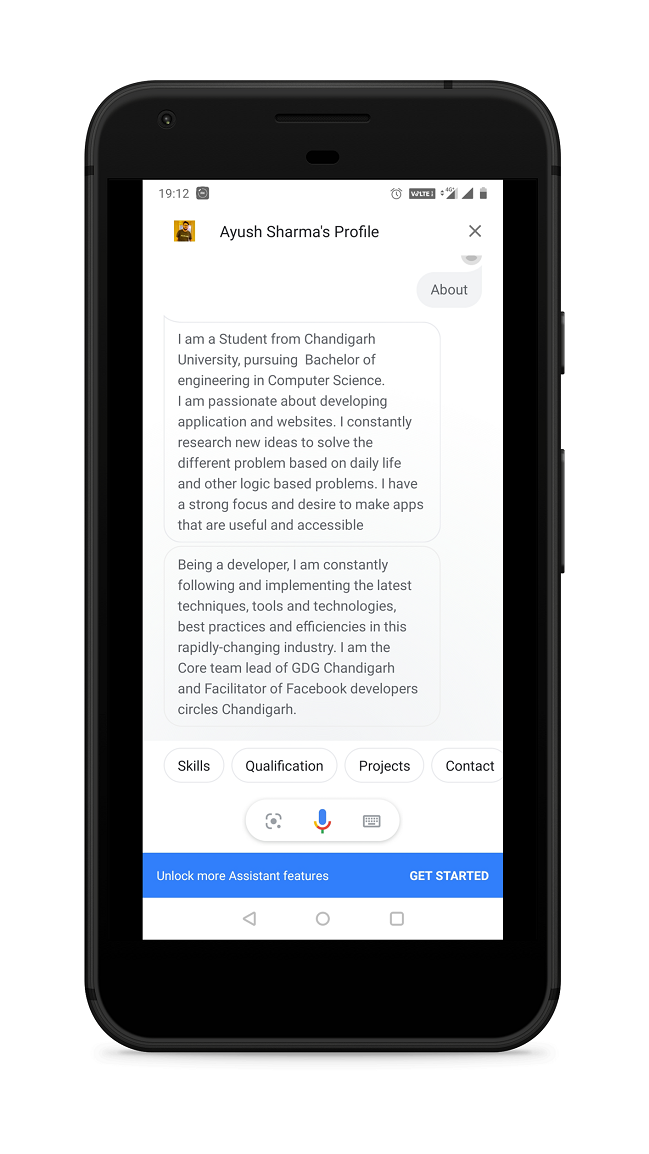 19:12
VoLTE 4G+
Ayush Sharma's Profile
About
I am a Student from Chandigarh
University, pursuing  Bachelor of
engineering in Computer Science.
I am passionate about developing
application and websites. I constantly
research new ideas to solve the
different problem based on daily life
and other logic based problems. I have
a strong focus and desire to make apps
that are useful and accessible
Being a developer, I am constantly
following and implementing the latest
techniques, tools and technologies,
best practices and efficiencies in this
rapidly-changing industry. I am the
Core team lead of GDG Chandigarh
and Facilitator of Facebook developers
circles Chandigarh.
Skills Qualification Projects Contact
Unlock more Assistant features GET STARTED